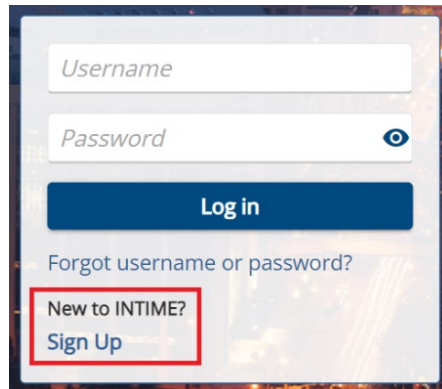 Username
Password
Log in
Forgot username or password?
New to INTIME?
Sign Up